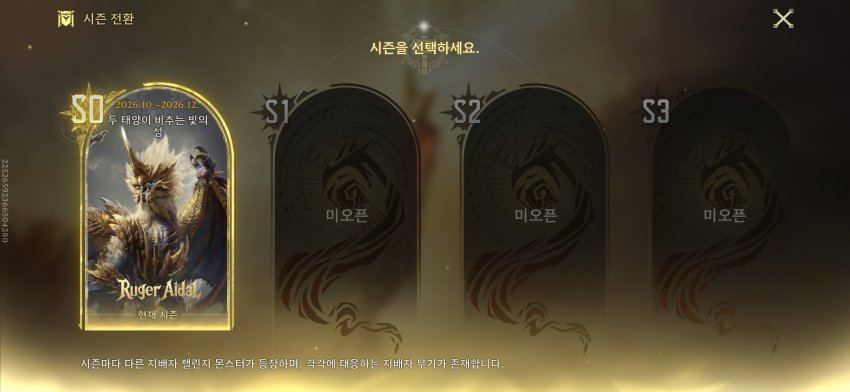 시즌 전환
시즌을 선택하세요.
S0
2026.10.~2026.12.
두 태양이 비추는 빛의
섬
Ruger Aidal
현재 시즌
S1
미오픈
S2
미오픈
S3
미오픈
시즌마다 다른 지배자 챌린지 몬스터가 등장하며, 각각에 대응하는 지배자 무기가 존재합니다.